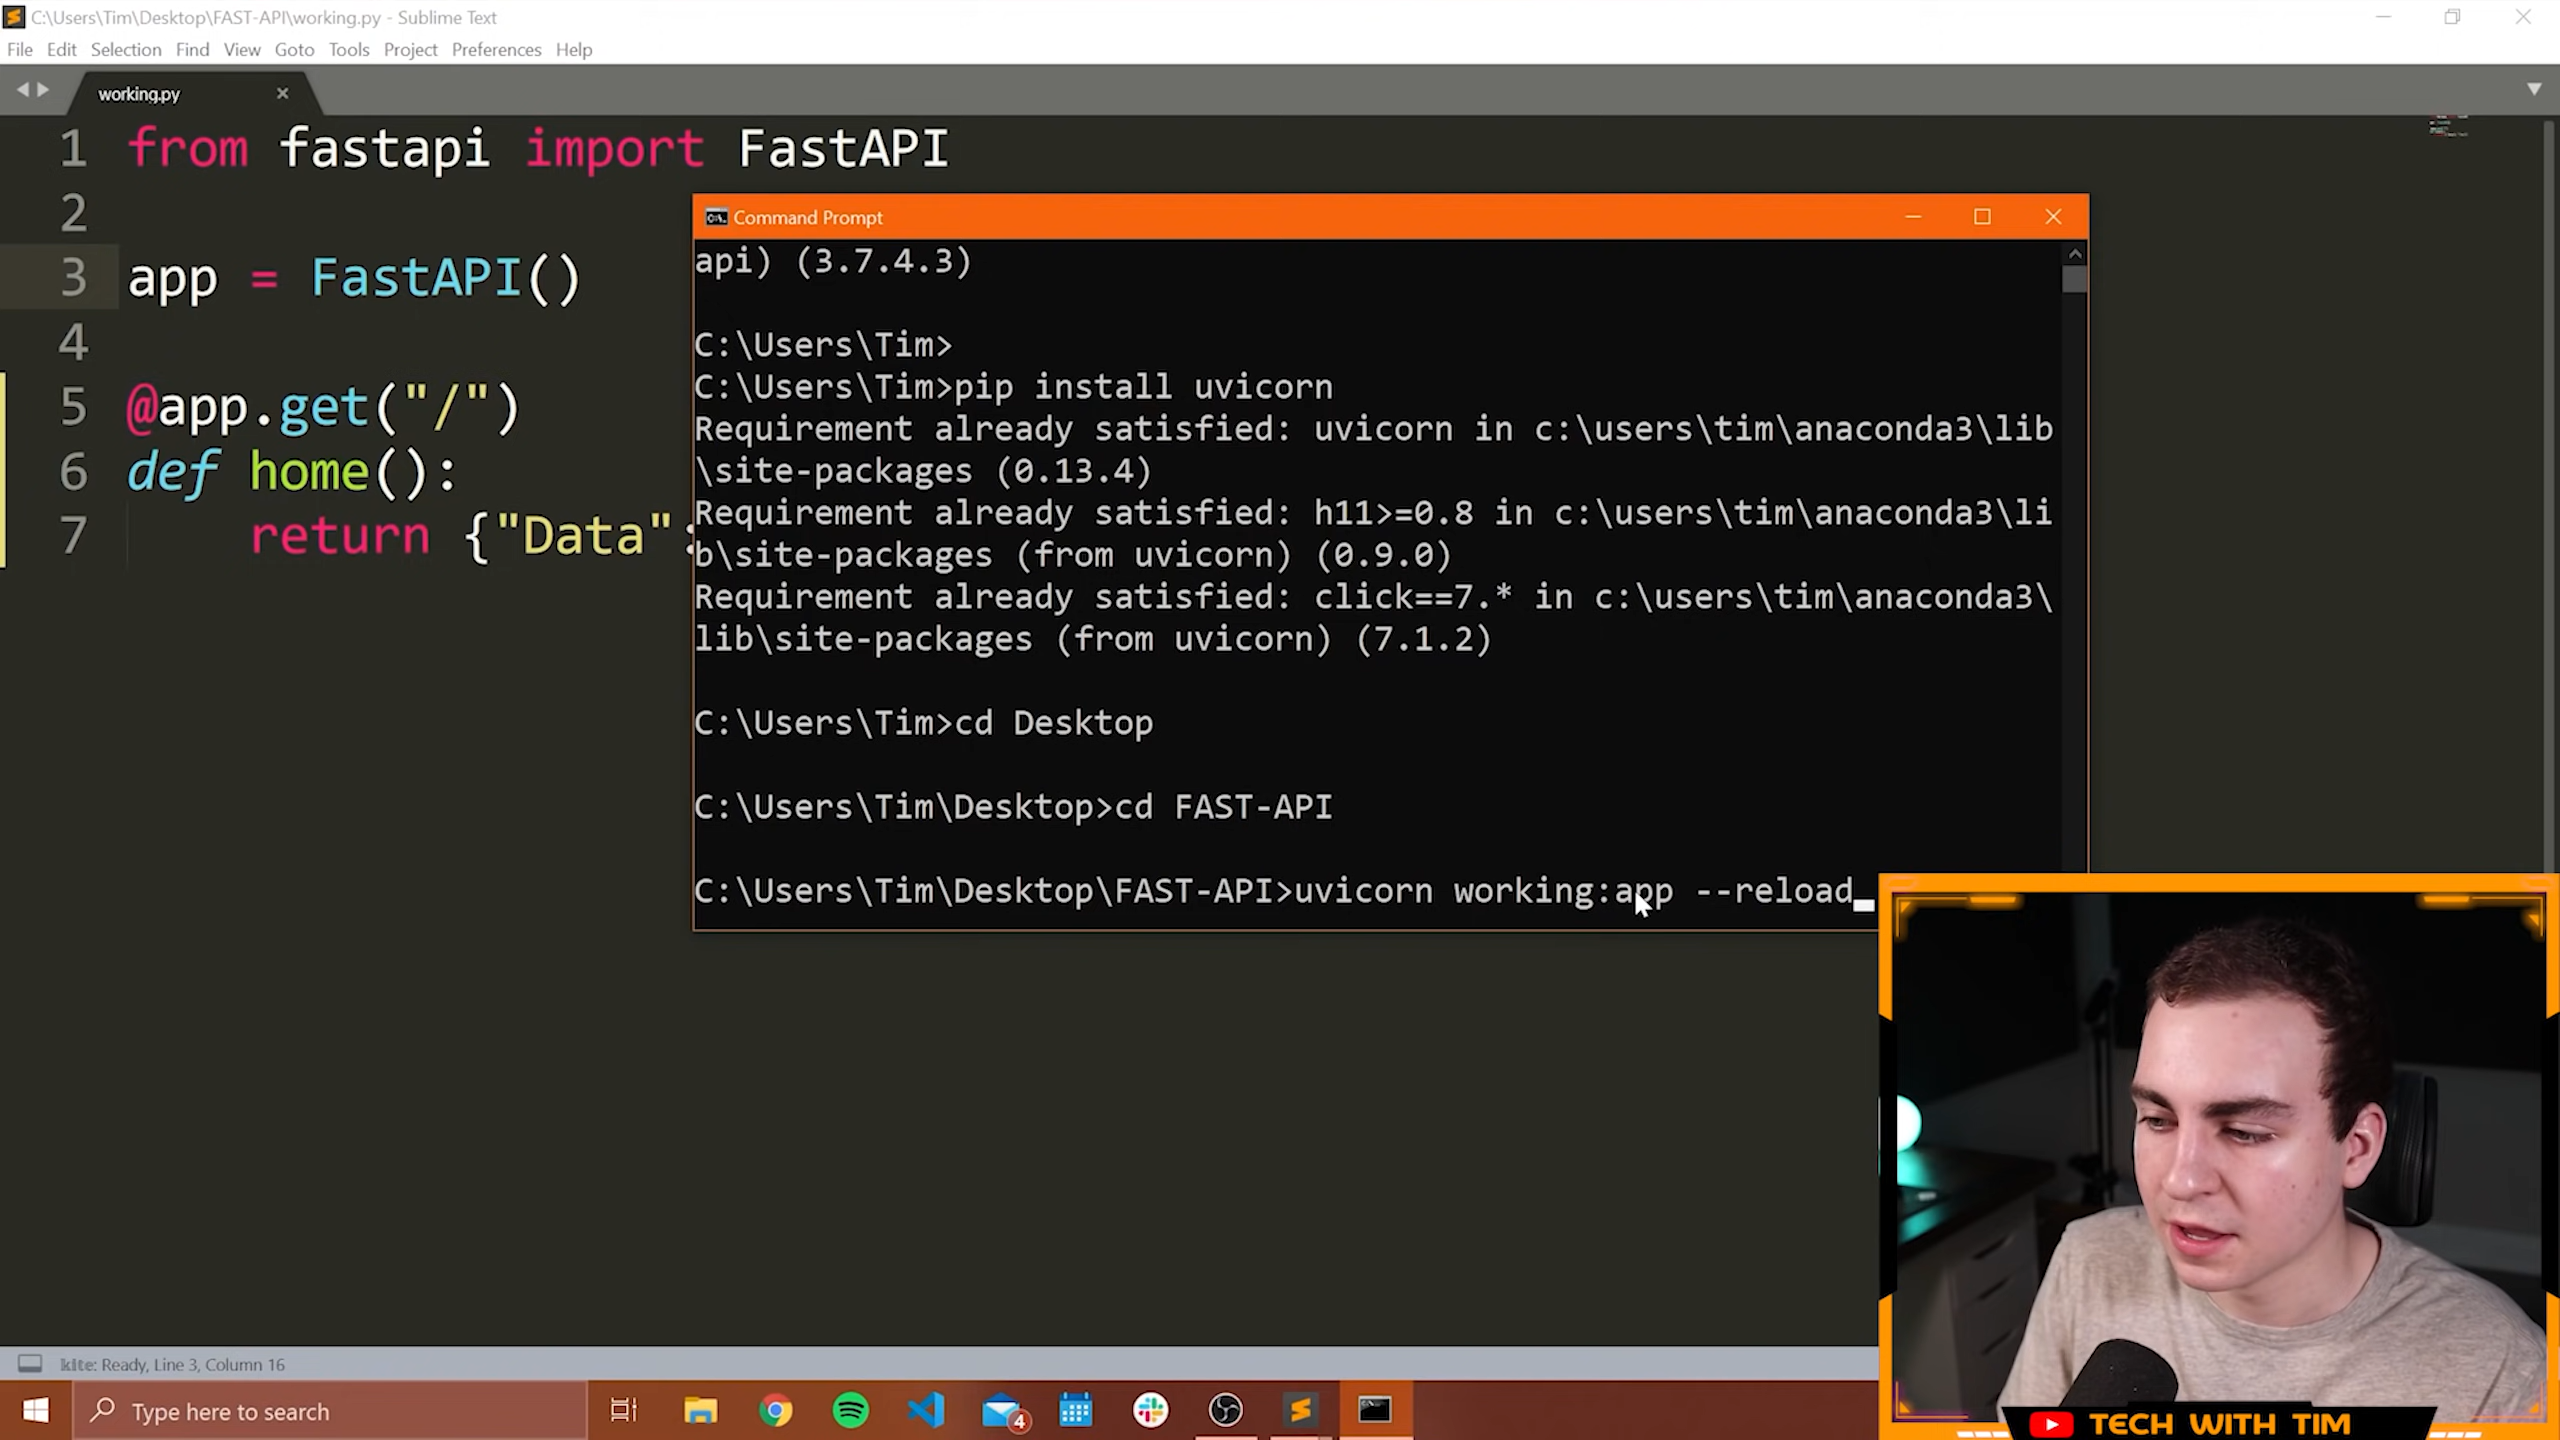 C:\Users\Tim\Desktop\FAST-API\working.py - Sublime Text
File Edit Selection Find View Goto Tools Project Preferences Help
working.py
1 from fastapi import FastAPI
2
3 app = FastAPI()
4
5 @app.get("/")
6 def home():
7 return {"Data":
Command Prompt
api) (3.7.4.3)
C:\Users\Tim>
C:\Users\Tim>pip install uvicorn
Requirement already satisfied: uvicorn in c:\users\tim\anaconda3\lib
\site-packages (0.13.4)
Requirement already satisfied: h11>=0.8 in c:\users\tim\anaconda3\li
b\site-packages (from uvicorn) (0.9.0)
Requirement already satisfied: click==7.* in c:\users\tim\anaconda3\
lib\site-packages (from uvicorn) (7.1.2)
C:\Users\Tim>cd Desktop
C:\Users\Tim\Desktop>cd FAST-API
C:\Users\Tim\Desktop\FAST-API>uvicorn working:app --reload
kite: Ready, Line 3, Column 16
Type here to search
4
TECH WITH TIM